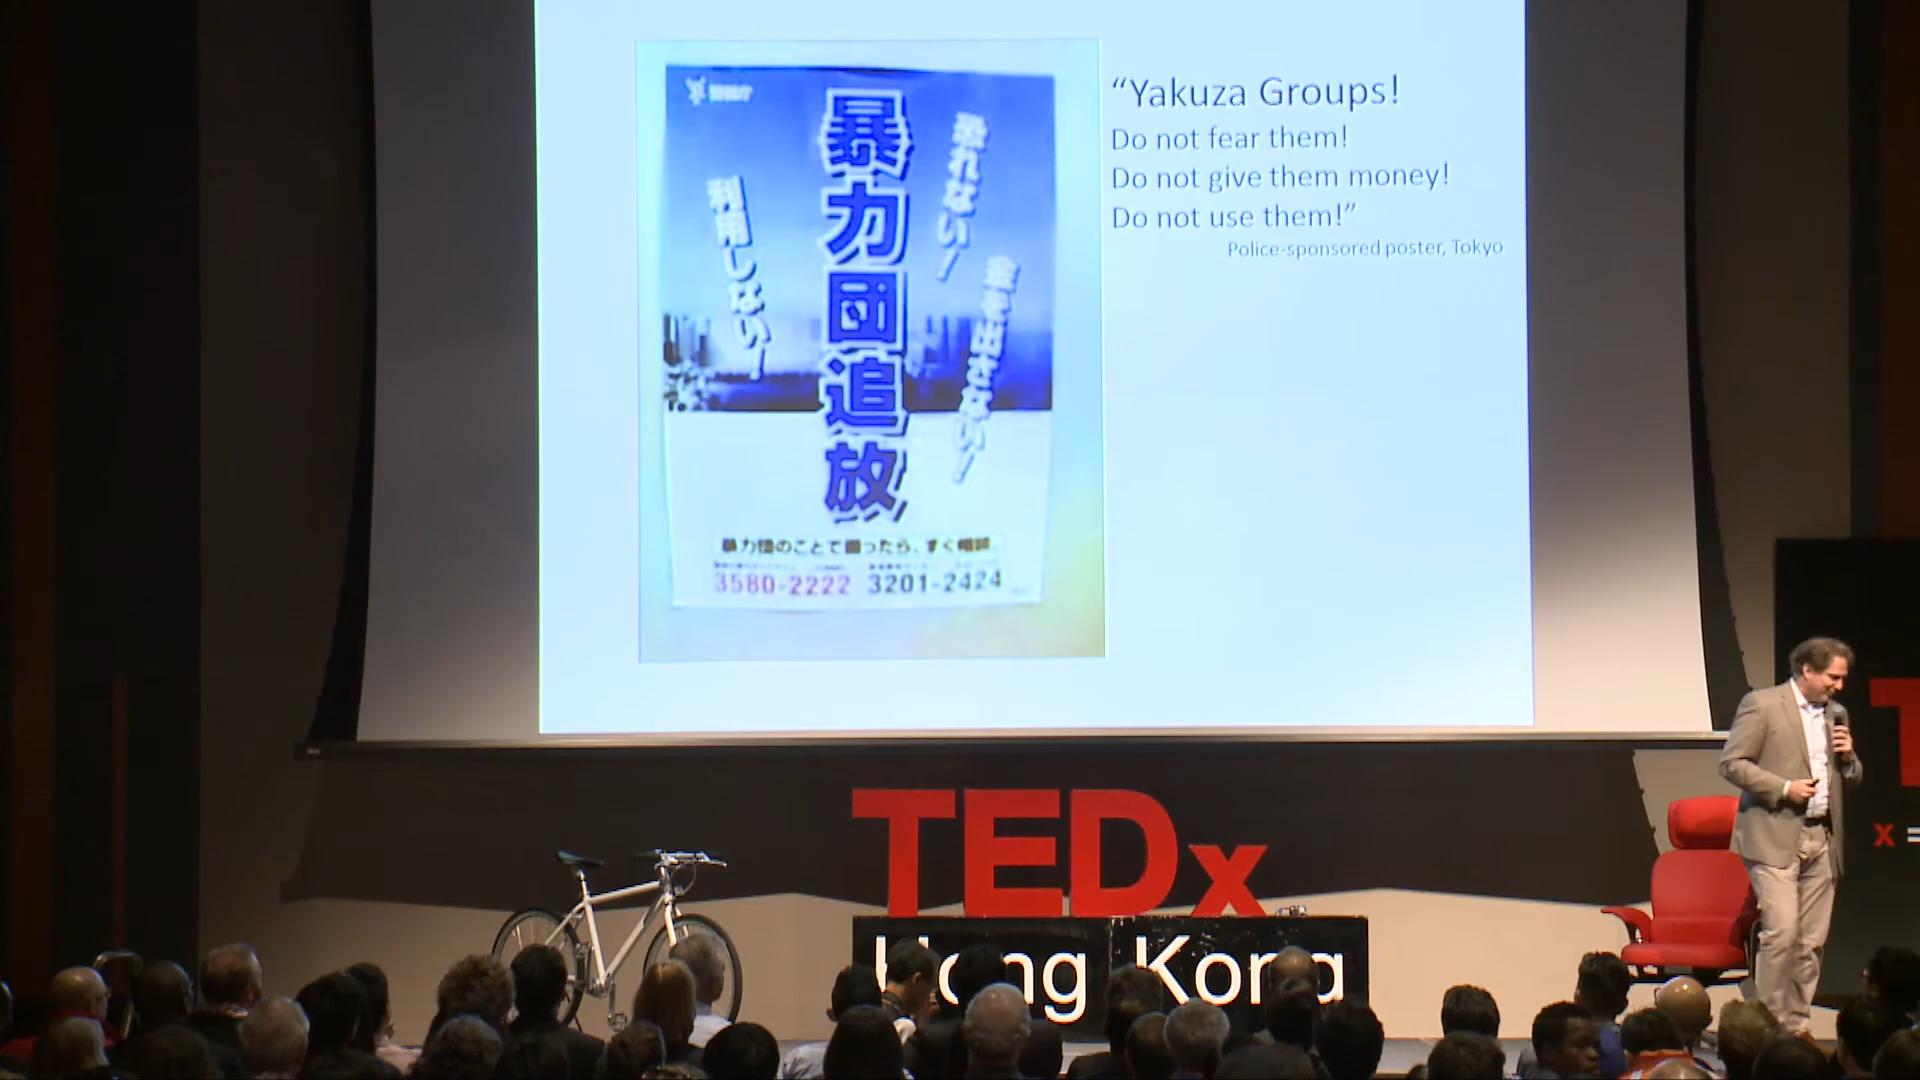 警視庁
暴力団追放
恐れない！
金を出さない！
利用しない！
暴力団のことで困ったら、すぐ相談
3580-2222 3201-2424
“Yakuza Groups!
Do not fear them!
Do not give them money!
Do not use them!”
Police-sponsored poster, Tokyo
TEDx
Hong Kong
T
x =